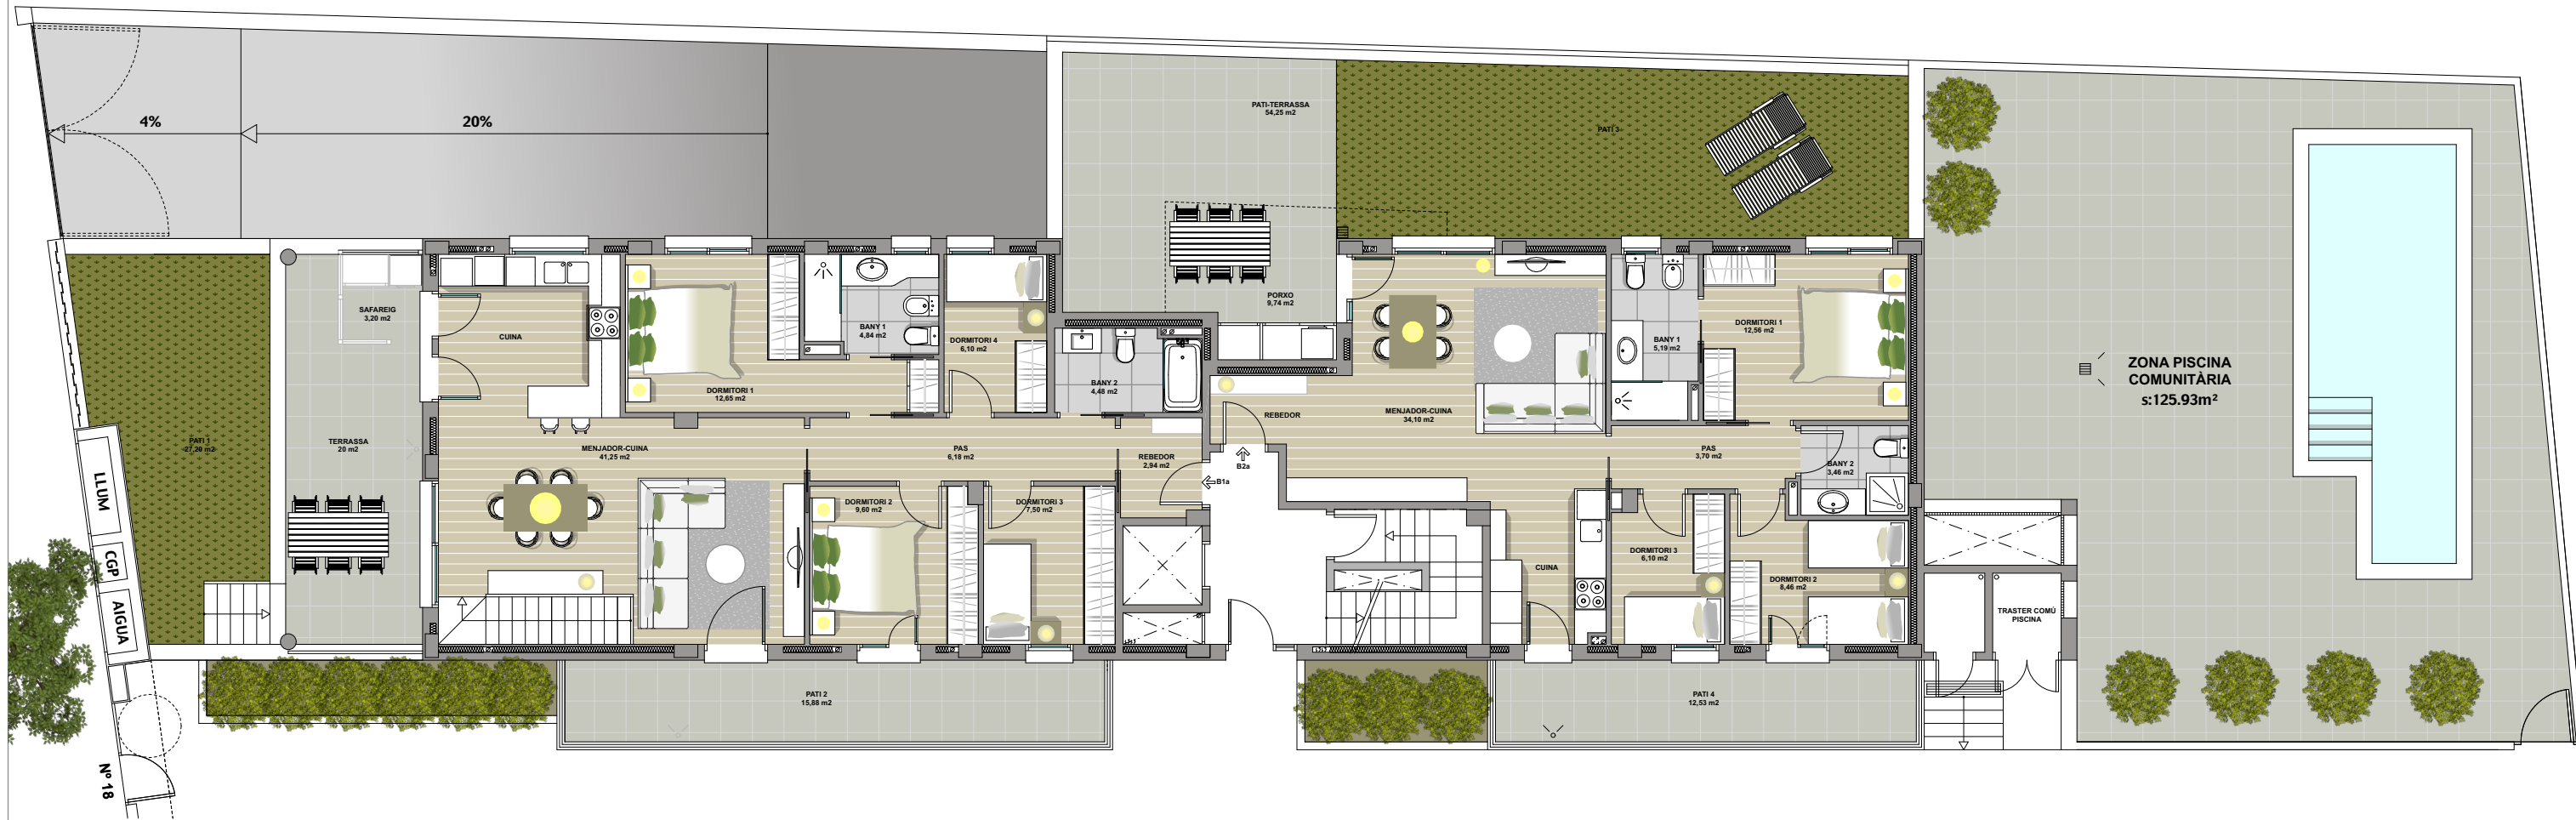 4%
20%
PATI-TERRASSA
54,25 m2
PATI 3
SAFAREIG
3,20 m2
CUINA
BANY 1
4,84 m2
DORMITORI 4
6,10 m2
DORMITORI 1
12,65 m2
BANY 2
4,48 m2
PORXO
9,74 m2
BANY 1
5,19 m2
DORMITORI 1
12,56 m2
ZONA PISCINA
COMUNITÀRIA
s:125.93m²
PATI 1
27,20 m2
TERRASSA
20 m2
MENJADOR-CUINA
41,25 m2
PAS
6,18 m2
REBEDOR
2,94 m2
REBEDOR
MENJADOR-CUINA
34,10 m2
B2a
B1a
PAS
3,70 m2
BANY 2
3,46 m2
LLUM
CGP
AIGUA
DORMITORI 2
9,60 m2
DORMITORI 3
7,50 m2
CUINA
DORMITORI 3
6,10 m2
DORMITORI 2
8,46 m2
TRASTER COMÚ
PISCINA
PATI 2
15,88 m2
PATI 4
12,53 m2
Nº 18